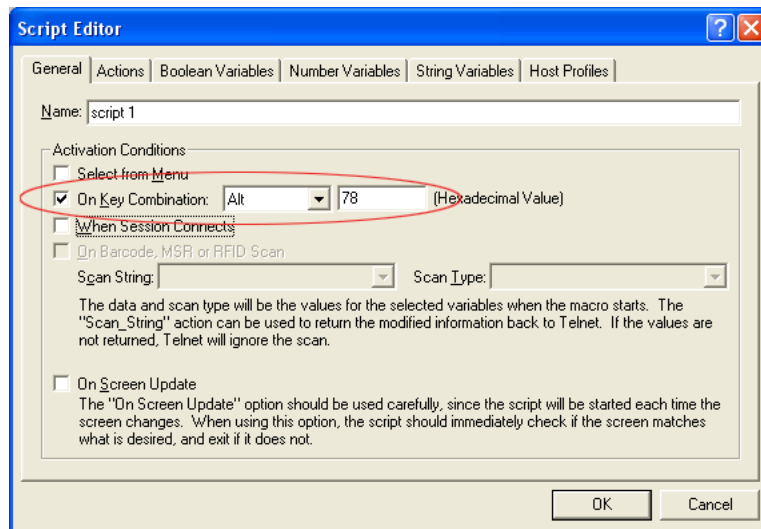 Script Editor
General Actions Boolean Variables Number Variables String Variables Host Profiles
Name: script 1
Activation Conditions
Select from Menu
On Key Combination: Alt 78 (Hexadecimal Value)
When Session Connects
On Barcode, MSR or RFID Scan
Scan String: Scan Type:
The data and scan type will be the values for the selected variables when the macro starts. The
"Scan_String" action can be used to return the modified information back to Telnet. If the values are
not returned, Telnet will ignore the scan.
On Screen Update
The "On Screen Update" option should be used carefully, since the script will be started each time the
screen changes. When using this option, the script should immediately check if the screen matches
what is desired, and exit if it does not.
OK Cancel